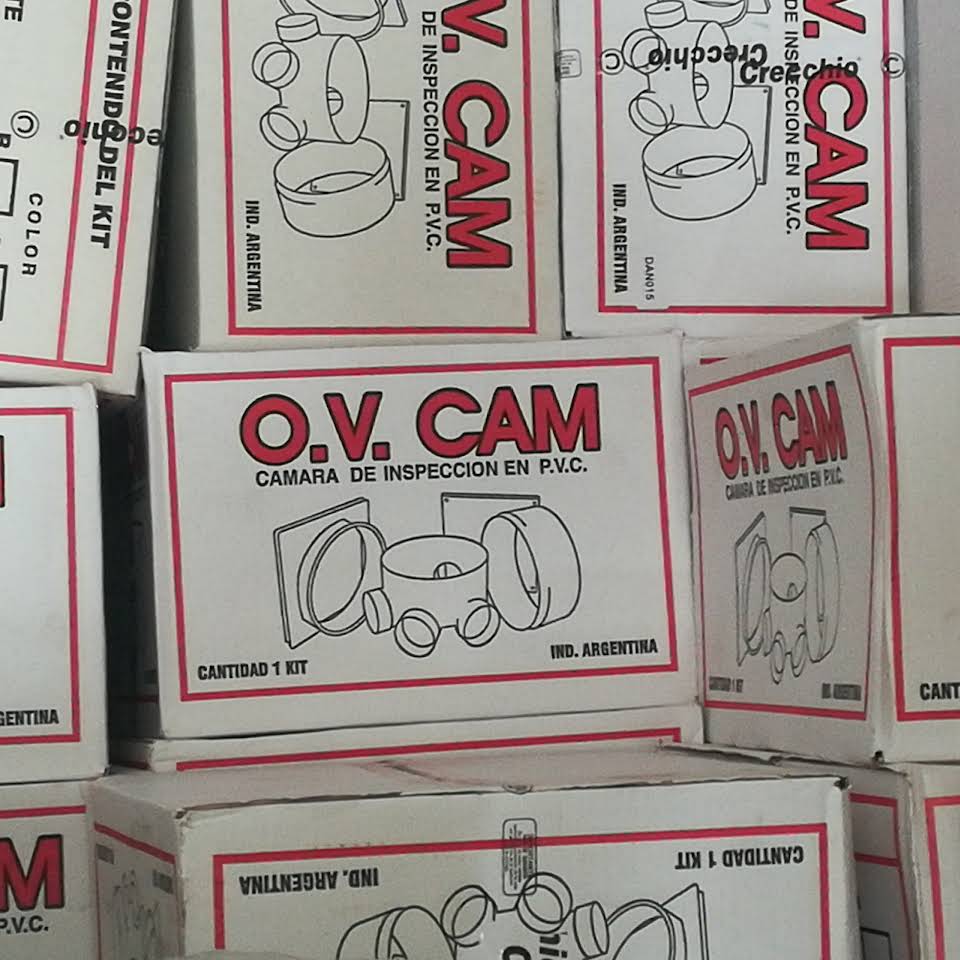 CONTENIDO DEL KIT
COLOR
©
V. CAM
DE INSPECCION EN P.V.C.
IND. ARGENTINA
V. CAM
DE INSPECCION EN P.V.C.
IND. ARGENTINA
DAN015
© Crecchio
Crecchio ©
O.V. CAM
CAMARA DE INSPECCION EN P.V.C.
CANTIDAD 1 KIT
IND. ARGENTINA
O.V. CAM
CAMARA DE INSPECCION EN P.V.C.
CANTIDAD 1 KIT
IND. ARGENTINA
CANT
GENTINA
M
P.V.C.
CANTIDAD 1 KIT
IND. ARGENTINA